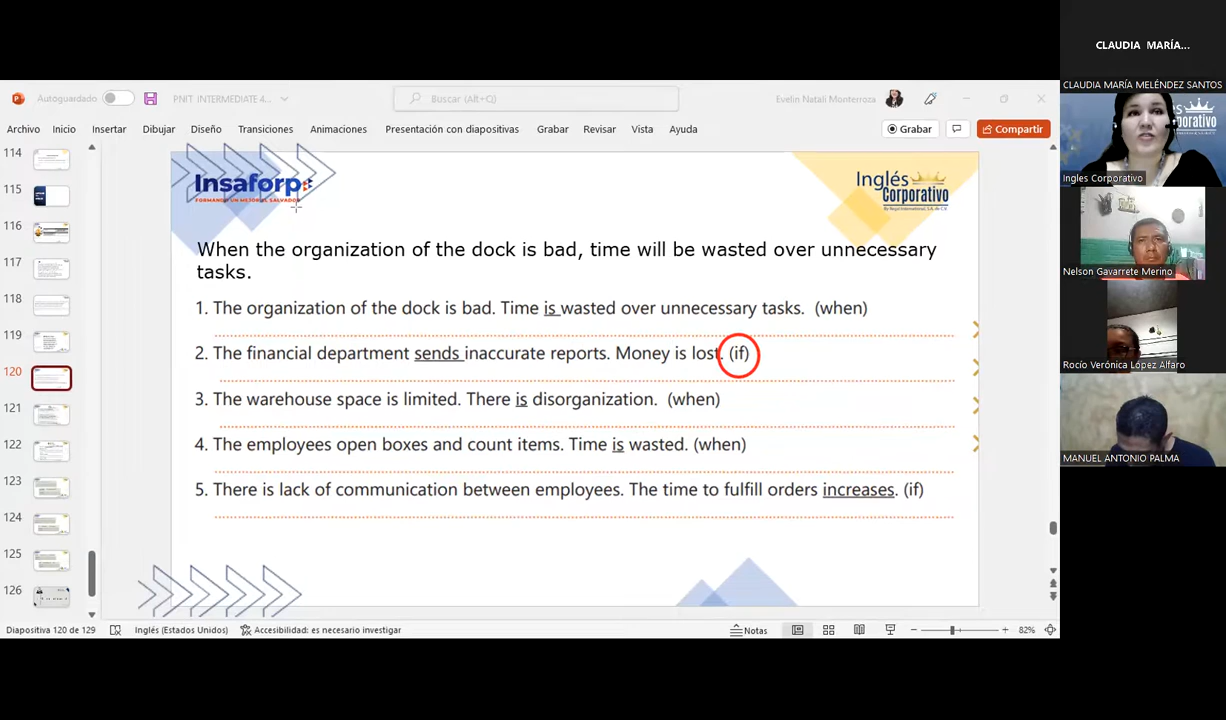 CLAUDIA MARÍA...
CLAUDIA MARÍA MELÉNDEZ SANTOS
Autoguardado
PNIT INTERMEDIATE 4...
Buscar (Alt+Q)
Evelin Natali Monterroza
Archivo Inicio Insertar Dibujar Diseño Transiciones Animaciones Presentación con diapositivas Grabar Revisar Vista Ayuda
Grabar
Compartir
Inglés Corporativo
Ingles Corporativo
114
115
116
117
118
119
120
121
122
123
124
125
126
Insaforp
FORMANDO UN MEJOR EL SALVADOR
Inglés
Corporativo
When the organization of the dock is bad, time will be wasted over unnecessary
tasks.
1. The organization of the dock is bad. Time is wasted over unnecessary tasks. (when)
2. The financial department sends inaccurate reports. Money is lost. (if)
3. The warehouse space is limited. There is disorganization. (when)
4. The employees open boxes and count items. Time is wasted. (when)
5. There is lack of communication between employees. The time to fulfill orders increases. (if)
Nelson Gavarrete Merino
Rocío Verónica López Alfaro
MANUEL ANTONIO PALMA
Diapositiva 120 de 129
Inglés (Estados Unidos)
Accesibilidad: es necesario investigar
Notas
82%